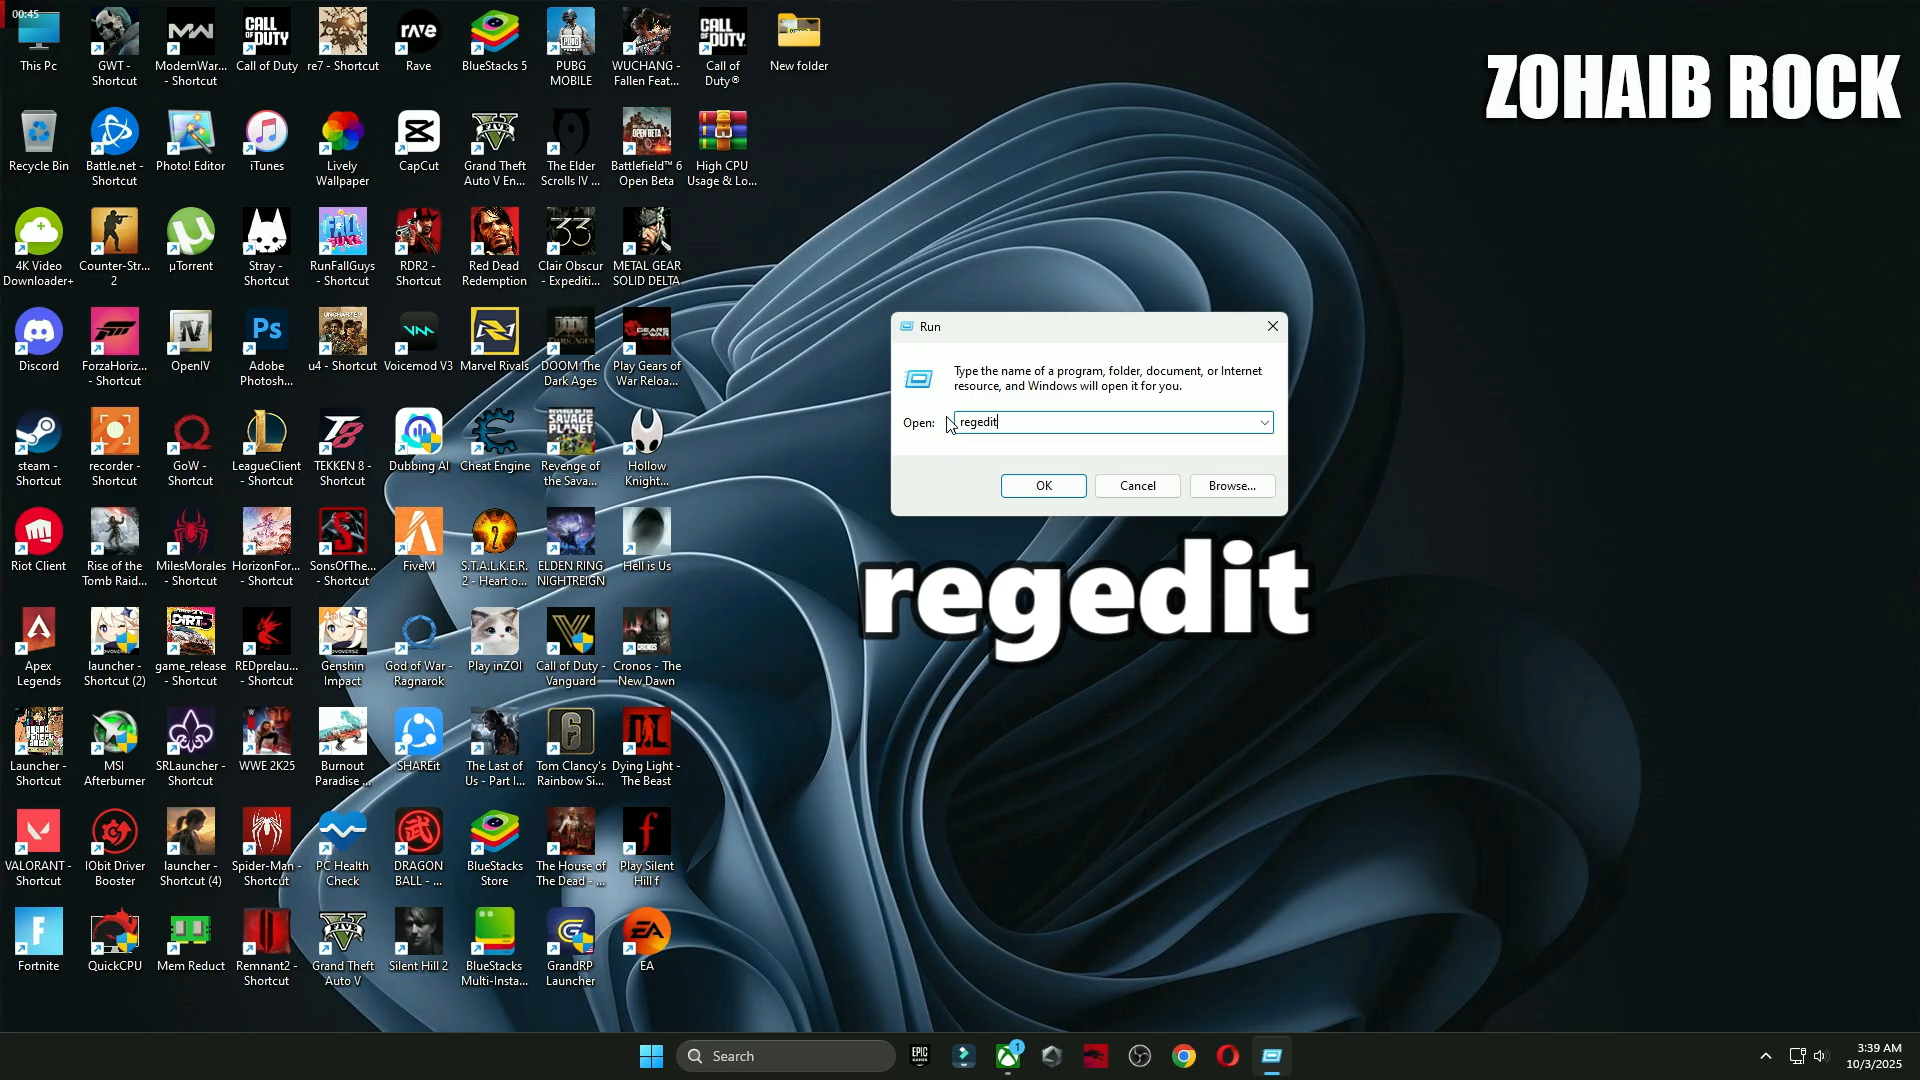 00:45
ZOHAIB ROCK
This Pc
GWT -
Shortcut
ModernWar...
- Shortcut
Call of Duty
re7 - Shortcut
Rave
BlueStacks 5
PUBG
MOBILE
WUCHANG -
Fallen Feat...
Call of
Duty®
New folder
Recycle Bin
Battle.net -
Shortcut
Photo! Editor
iTunes
Lively
Wallpaper
CapCut
Grand Theft
Auto V En...
The Elder
Scrolls IV ...
Battlefield™ 6
Open Beta
High CPU
Usage & Lo...
4K Video
Downloader+
Counter-Str...
2
µTorrent
Stray -
Shortcut
RunFallGuys
- Shortcut
RDR2 -
Shortcut
Red Dead
Redemption
Clair Obscur
- Expediti...
METAL GEAR
SOLID DELTA
Discord
ForzaHoriz...
- Shortcut
OpenIV
Adobe
Photosh...
u4 - Shortcut
Voicemod V3
Marvel Rivals
DOOM The
Dark Ages
Play Gears of
War Reloa...
steam -
Shortcut
recorder -
Shortcut
GoW -
Shortcut
LeagueClient
- Shortcut
TEKKEN 8 -
Shortcut
Dubbing AI
Cheat Engine
Revenge of
the Sava...
Hollow
Knight...
Riot Client
Rise of the
Tomb Raid...
MilesMorales
- Shortcut
HorizonFor...
- Shortcut
SonsOfThe...
- Shortcut
FiveM
S.T.A.L.K.E.R.
2 - Heart o...
ELDEN RING
NIGHTREIGN
Hell is Us
Apex
Legends
launcher -
Shortcut (2)
game_release
- Shortcut
REDprelau...
- Shortcut
Genshin
Impact
God of War -
Ragnarok
Play inZOI
Call of Duty -
Vanguard
Cronos - The
New Dawn
Launcher -
Shortcut
MSI
Afterburner
SRLauncher -
Shortcut
WWE 2K25
Burnout
Paradise ...
SHAREit
The Last of
Us - Part I...
Tom Clancy's
Rainbow Si...
Dying Light -
The Beast
VALORANT -
Shortcut
IObit Driver
Booster
launcher -
Shortcut (4)
Spider-Man -
Shortcut
PC Health
Check
DRAGON
BALL - ...
BlueStacks
Store
The House of
The Dead - ...
Play Silent
Hill f
Fortnite
QuickCPU
Mem Reduct
Remnant2 -
Shortcut
Grand Theft
Auto V
Silent Hill 2
BlueStacks
Multi-Insta...
GrandRP
Launcher
EA
Run
Type the name of a program, folder, document, or Internet
resource, and Windows will open it for you.
Open:
regedit
OK
Cancel
Browse...
regedit
Search
1
3:39 AM
10/3/2025